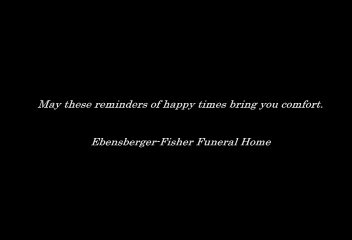 May these reminders of happy times bring you comfort.
Ebensberger-Fisher Funeral Home